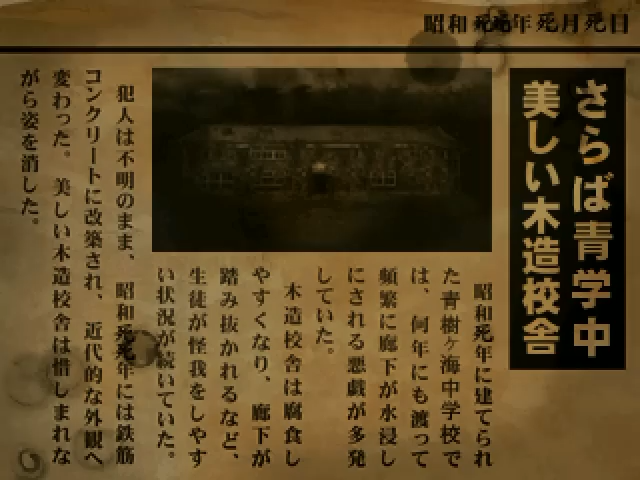 昭和死死年死月死日
さらば青学中
美しい木造校舎
昭和死年に建てられ
た青樹ヶ海中学校で
は、何年にも渡って
頻繁に廊下が水浸し
にされる悪戯が多発
していた。
木造校舎は腐食し
やすくなり、廊下が
踏み抜かれるなど、
生徒が怪我をしやす
い状況が続いていた。
犯人は不明のまま、昭和死死年には鉄筋
コンクリートに改築され、近代的な外観へ
変わった。美しい木造校舎は惜しまれな
がら姿を消した。